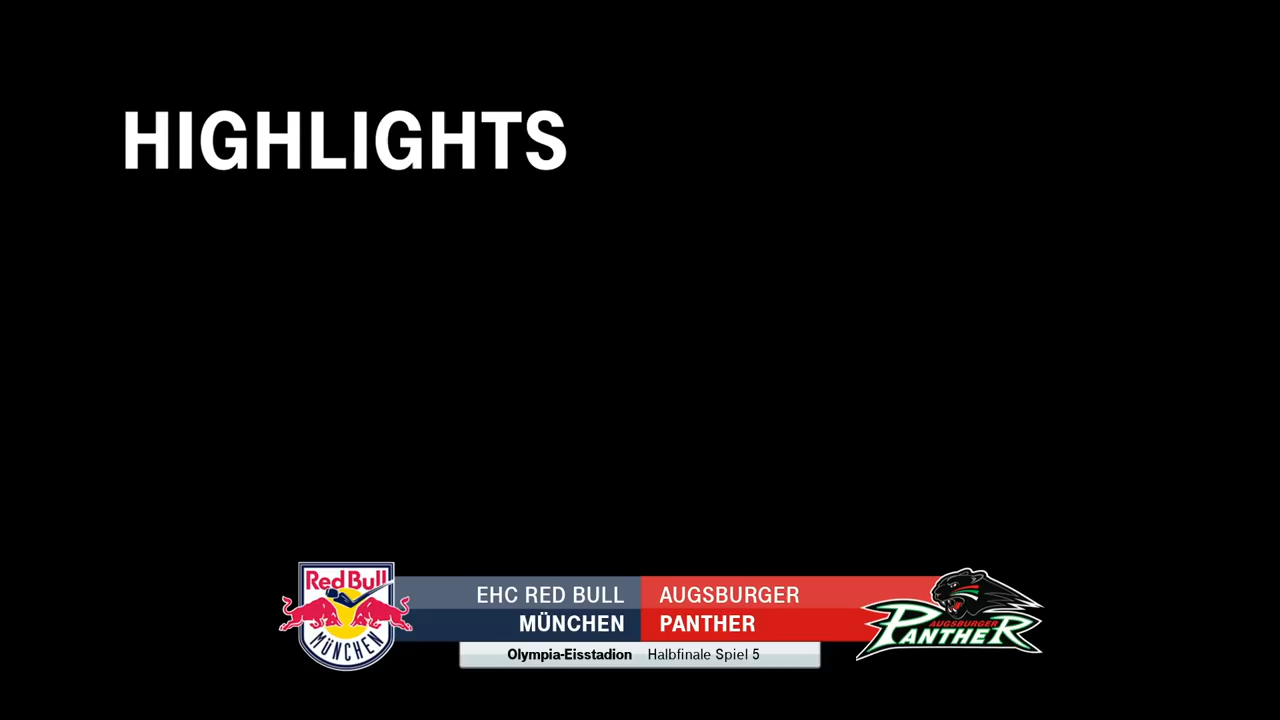 HIGHLIGHTS
Red Bull
MÜNCHEN
EHC RED BULL
MÜNCHEN
AUGSBURGER
PANTHER
AUGSBURGER
PANTHER
Olympia-Eisstadion Halbfinale Spiel 5